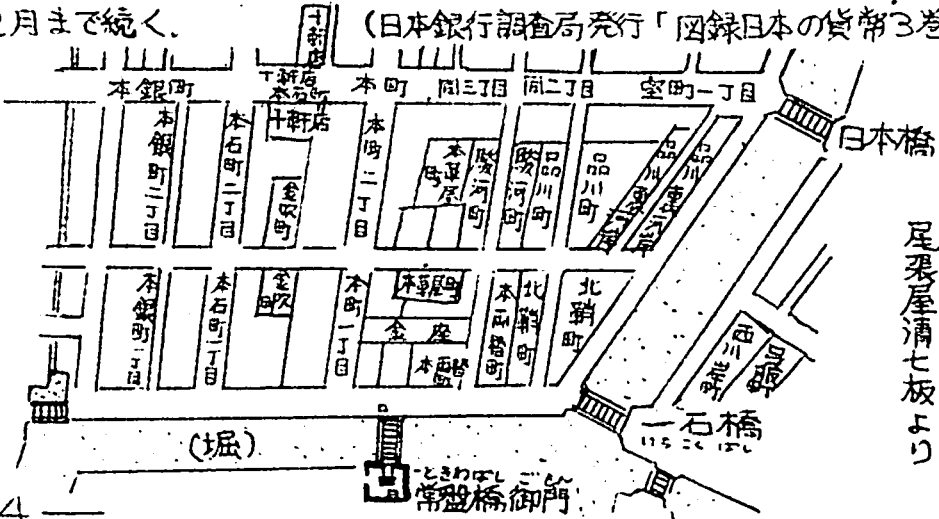 2月まで続く.
(日本銀行調査局発行「図録日本の貨幣3巻
十軒店
本銀町
十軒店
本石町
十軒店
本町
同三丁目
同二丁目
室町一丁目
日本橋
本銀町二丁目
本石町二丁目
金吹町
本町二丁目
本革屋町
駿河町
駿河町
品川町
品川町
品川町裏河岸
品川町裏河岸
尾張屋清七板より
本銀町一丁目
本石町一丁目
金吹町
本町一丁目
本革屋町
金座
本両替町
本両替町
北鞘町
北鞘町
西川岸町
呉服町
一石橋
いちこくばし
(堀)
ときわばしごもん
常盤橋御門
4